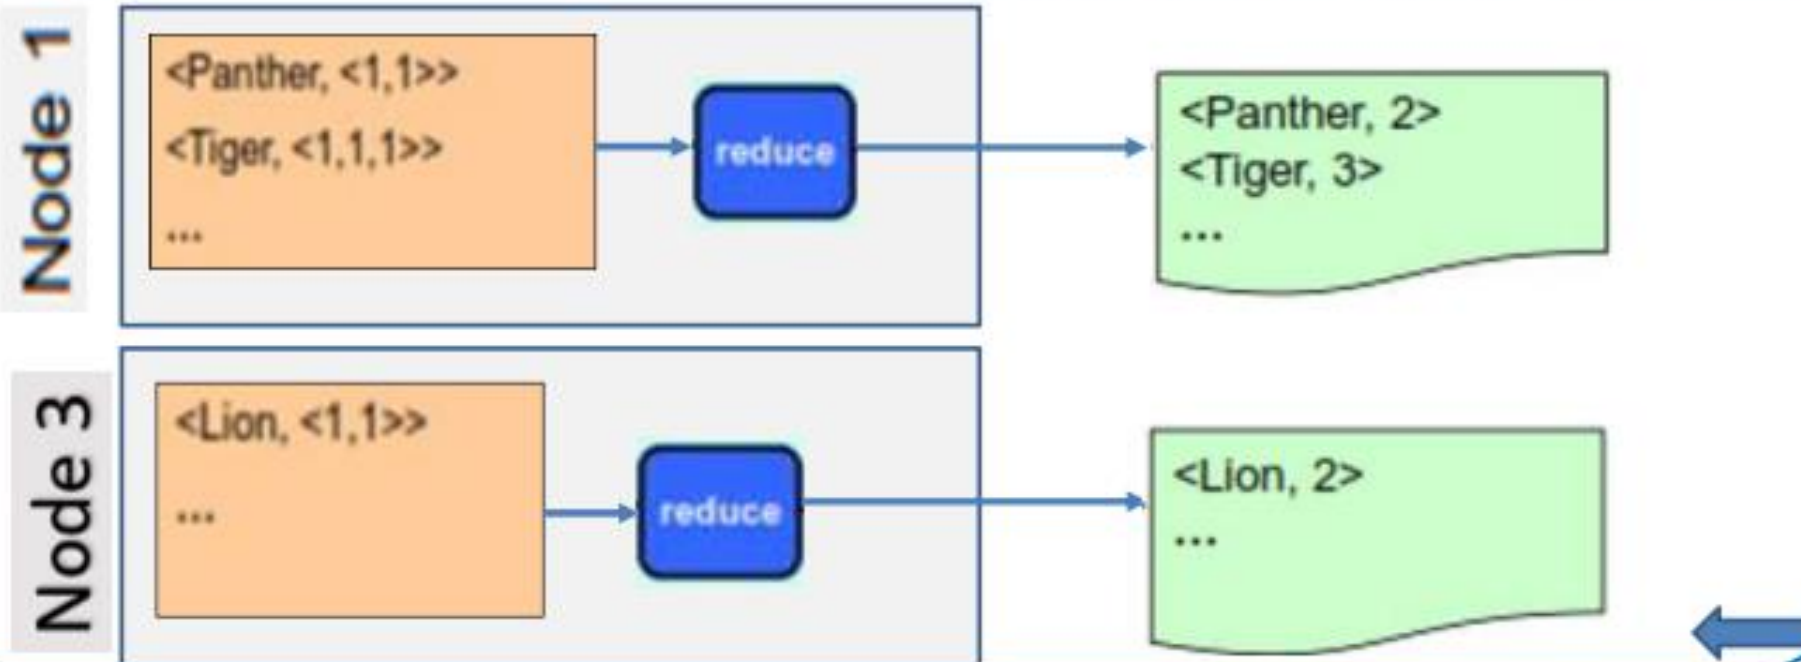 Node 1
<Panther, <1,1>>
<Tiger, <1,1,1>>
...
reduce
<Panther, 2>
<Tiger, 3>
...
Node 3
<Lion, <1,1>>
...
reduce
<Lion, 2>
...